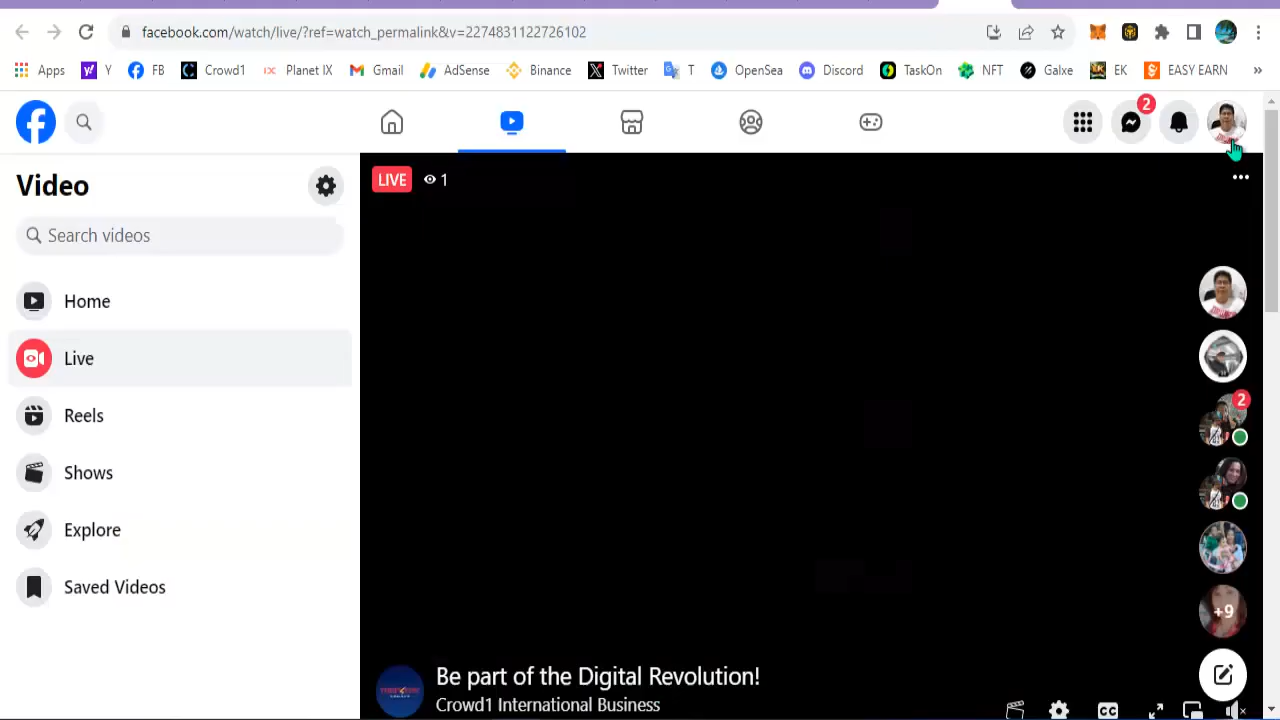 facebook.com/watch/live/?ref=watch_permalink&v=2274831122726102
Apps Y FB Crowd1 Planet IX Gmail AdSense Binance Twitter T OpenSea Discord TaskOn NFT Galxe EK EASY EARN »
2
Video
LIVE 1
Search videos
Home
Live
Reels
2
Shows
Explore
Saved Videos
+9
Be part of the Digital Revolution!
Crowd1 International Business
CC